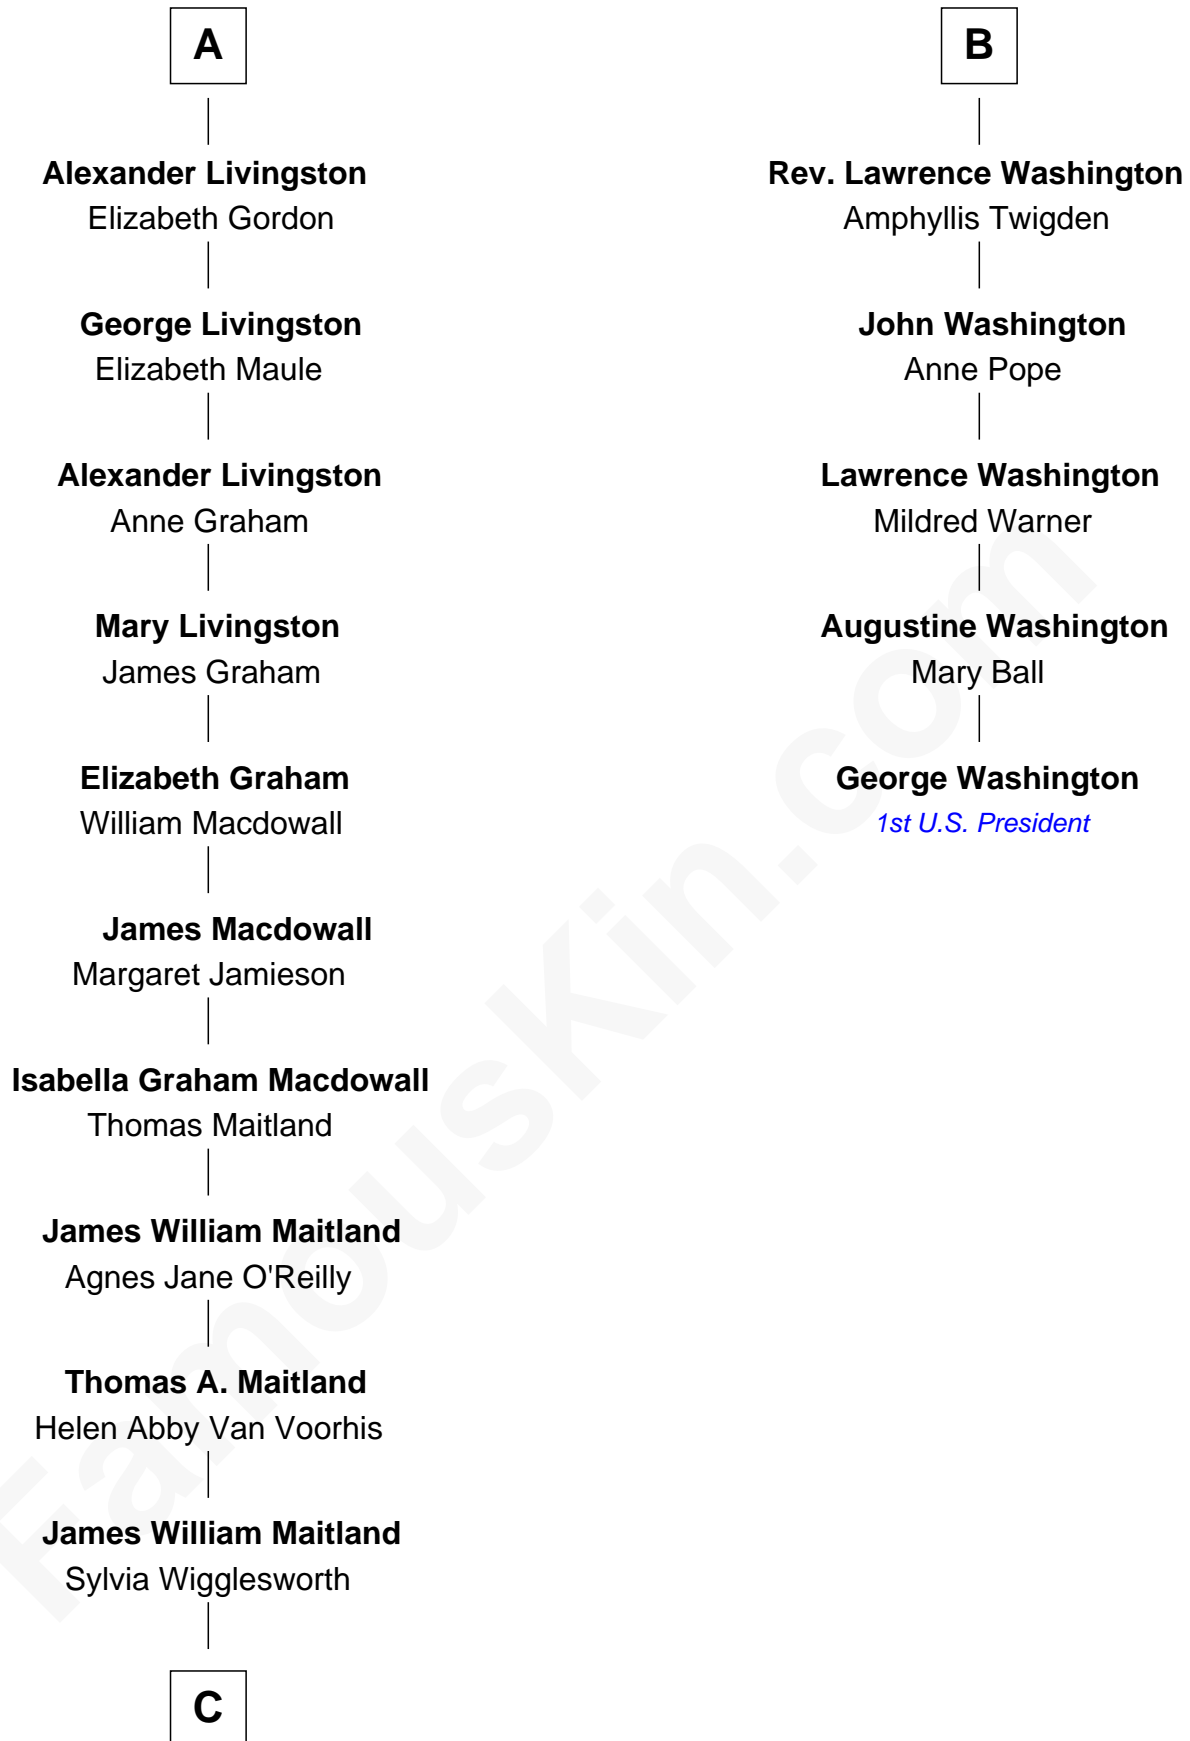 A
Alexander Livingston
Elizabeth Gordon
George Livingston
Elizabeth Maule
Alexander Livingston
Anne Graham
Mary Livingston
James Graham
Elizabeth Graham
William Macdowall
James Macdowall
Margaret Jamieson
Isabella Graham Macdowall
Thomas Maitland
James William Maitland
Agnes Jane O'Reilly
Thomas A. Maitland
Helen Abby Van Voorhis
James William Maitland
Sylvia Wigglesworth
C
B
Rev. Lawrence Washington
Amphyllis Twigden
John Washington
Anne Pope
Lawrence Washington
Mildred Warner
Augustine Washington
Mary Ball
George Washington
1st U.S. President
FamousKin.com